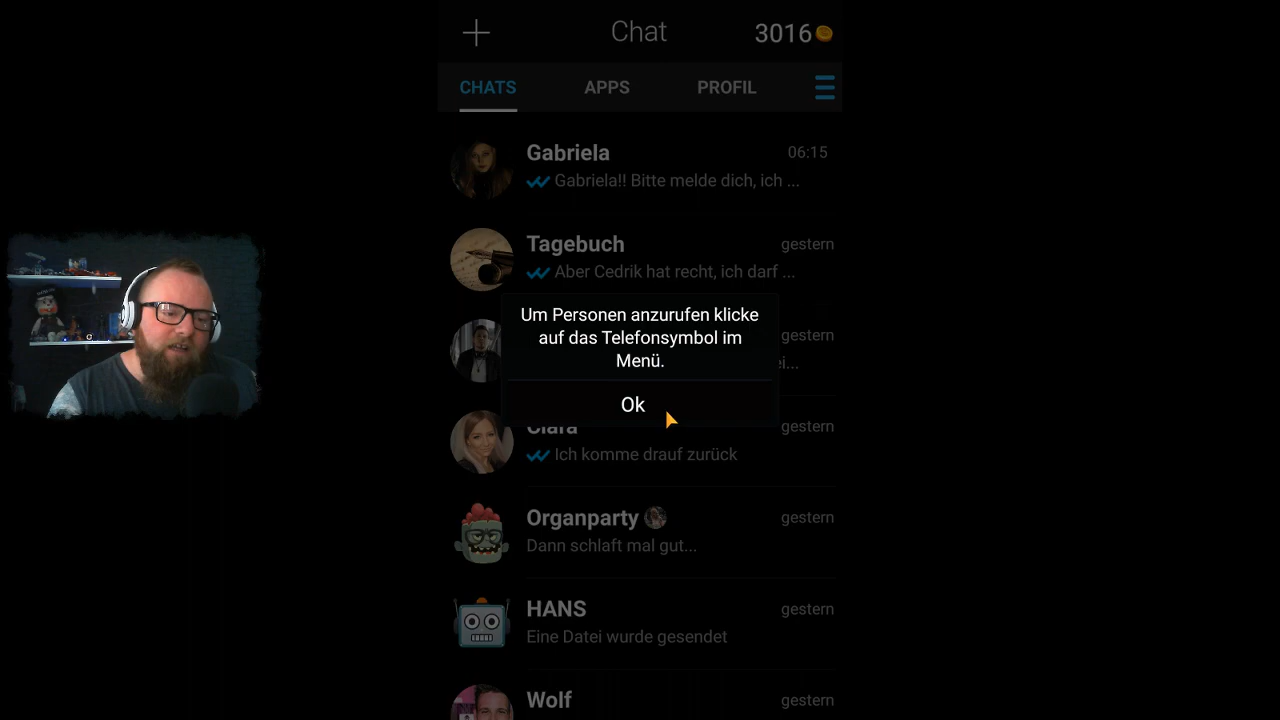 Chat
3016
CHATS APPS PROFIL
Gabriela 06:15
Gabriela!! Bitte melde dich, ich ...
Tagebuch gestern
Aber Cedrik hat recht, ich darf ...
Um Personen anzurufen klicke
auf das Telefonsymbol im
Menü.
gestern
Ok
Clara gestern
Ich komme drauf zurück
Organparty gestern
Dann schlaft mal gut...
HANS gestern
Eine Datei wurde gesendet
Wolf gestern